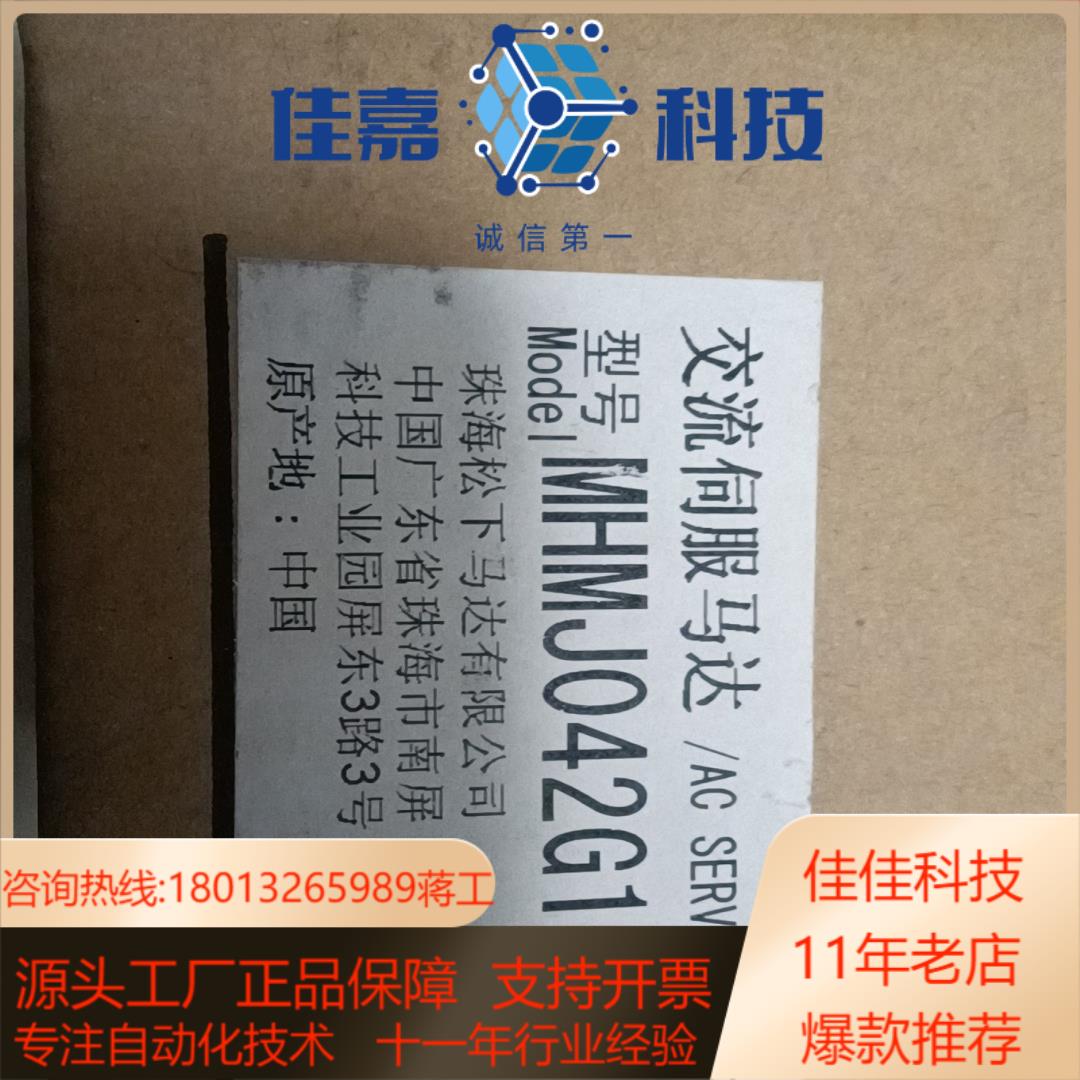 佳嘉科技
诚信第一
交流伺服马达 /AC SERV
型号
Model MHMJ042G1
珠海松下马达有限公司
中国广东省珠海市南屏
科技工业园屏东3路3号
原产地：中国
咨询热线:18013265989蒋工
源头工厂正品保障 支持开票
专注自动化技术 十一年行业经验
佳佳科技
11年老店
爆款推荐